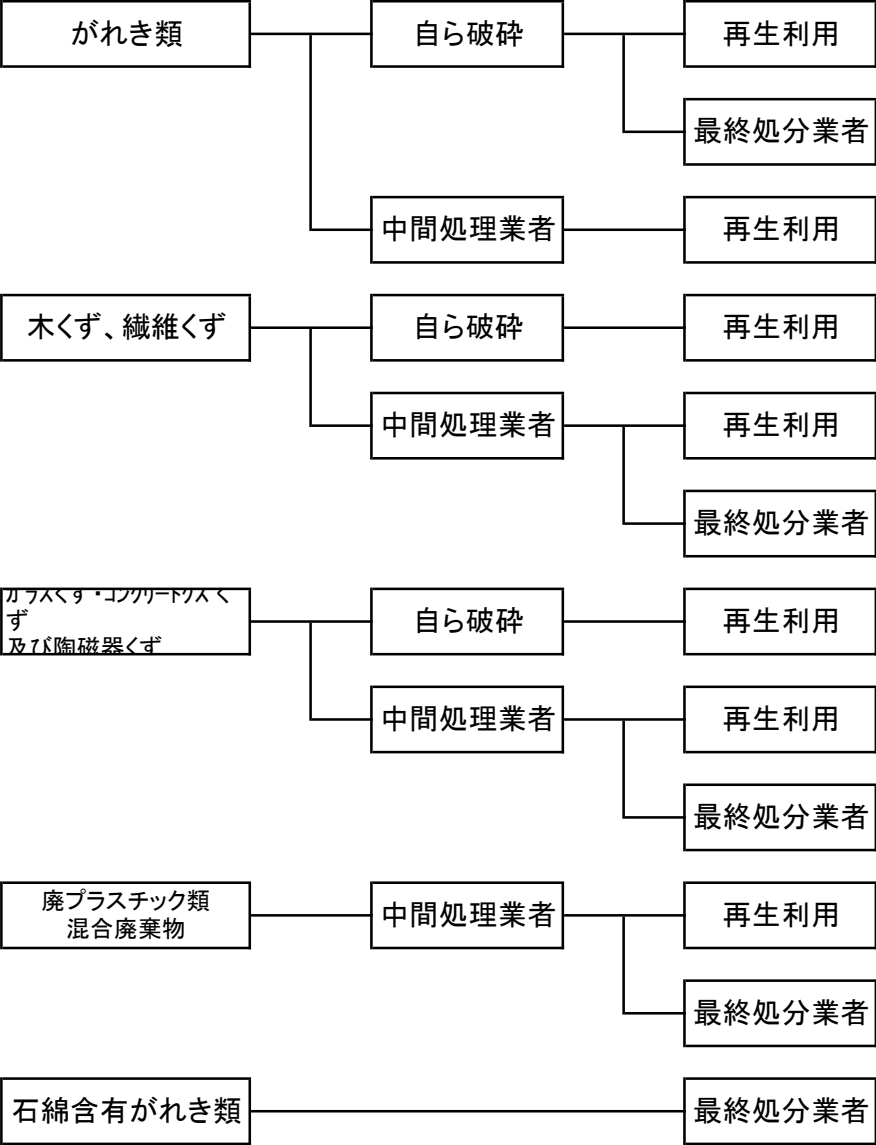 がれき類
自ら破砕
再生利用
最終処分業者
中間処理業者
再生利用
木くず、繊維くず
自ら破砕
再生利用
中間処理業者
再生利用
最終処分業者
ガラスくず・コンクリートクズく
ず
及び陶磁器くず
自ら破砕
再生利用
中間処理業者
再生利用
最終処分業者
廃プラスチック類
混合廃棄物
中間処理業者
再生利用
最終処分業者
石綿含有がれき類
最終処分業者